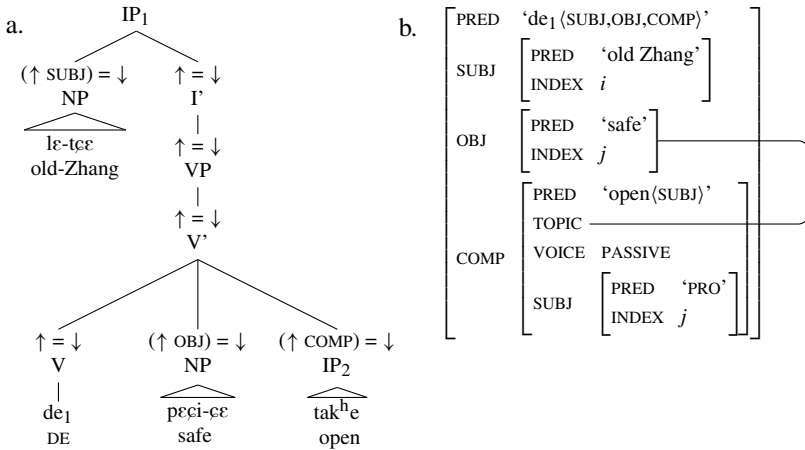 a.
IP₁
(↑ SUBJ) = ↓ ↑ = ↓
NP I’
lɛ-tɕɛ
old-Zhang
↑ = ↓
VP
↑ = ↓
V’
↑ = ↓ (↑ OBJ) = ↓ (↑ COMP) = ↓
V NP IP₂
de₁ pɛɕi-ɕɛ takʰe
DE safe open
b.
PRED ‘de₁⟨SUBJ,OBJ,COMP⟩’
SUBJ
PRED ‘old Zhang’
INDEX i
OBJ
PRED ‘safe’
INDEX j
COMP
PRED ‘open⟨SUBJ⟩’
TOPIC
VOICE PASSIVE
SUBJ
PRED ‘PRO’
INDEX j